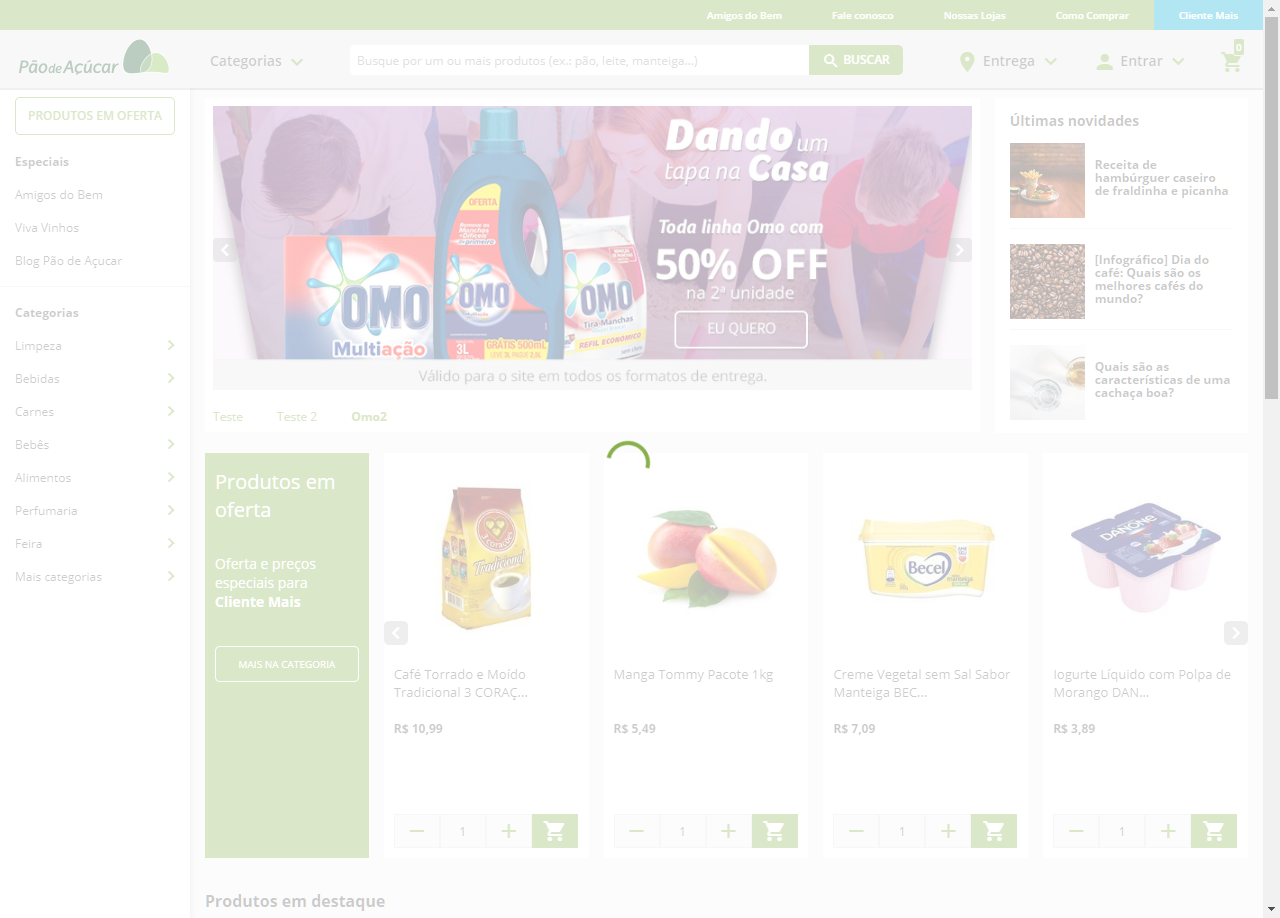 Amigos do Bem
Fale conosco
Nossas Lojas
Como Comprar
Cliente Mais
Pão de Açúcar
Categorias
Busque por um ou mais produtos (ex.: pão, leite, manteiga...)
BUSCAR
Entrega
Entrar
0
PRODUTOS EM OFERTA
Especiais
Amigos do Bem
Viva Vinhos
Blog Pão de Açucar
Categorias
Limpeza
Bebidas
Carnes
Bebês
Alimentos
Perfumaria
Feira
Mais categorias
Dando um
tapa na Casa
Toda linha Omo com
50% OFF
na 2ª unidade
EU QUERO
OFERTA
OMO
Multiação
OMO
3L
GRÁTIS 500mL
OMO
Tira-Manchas
REFIL ECONÔMICO
Válido para o site em todos os formatos de entrega.
Teste
Teste 2
Omo2
Últimas novidades
Receita de
hambúrguer caseiro
de fraldinha e picanha
[Infográfico] Dia do
café: Quais são os
melhores cafés do
mundo?
Quais são as
características de uma
cachaça boa?
Produtos em
oferta
Oferta e preços
especiais para
Cliente Mais
MAIS NA CATEGORIA
Tradicional
Café Torrado e Moído
Tradicional 3 CORAÇ...
R$ 10,99
1
Manga Tommy Pacote 1kg
R$ 5,49
1
Becel
Creme Vegetal sem Sal Sabor
Manteiga BEC...
R$ 7,09
1
DANONE
Iogurte Líquido com Polpa de
Morango DAN...
R$ 3,89
1
Produtos em destaque